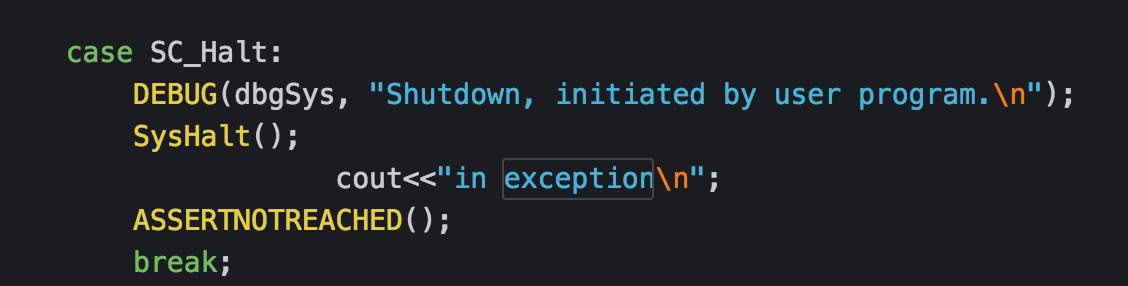 case SC_Halt:
DEBUG(dbgSys, "Shutdown, initiated by user program.\n");
SysHalt();
cout<<"in exception\n";
ASSERTNOTREACHED();
break;